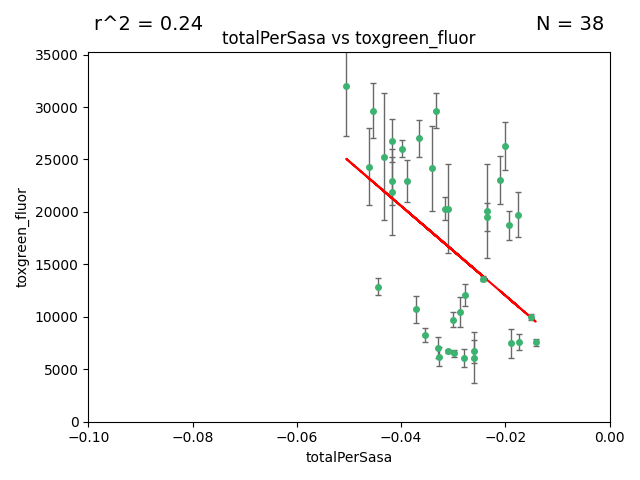 r^2 = 0.24
N = 38
totalPerSasa vs toxgreen_fluor
35000
30000
25000
20000
15000
10000
5000
0
toxgreen_fluor
−0.10
−0.08
−0.06
−0.04
−0.02
0.00
totalPerSasa